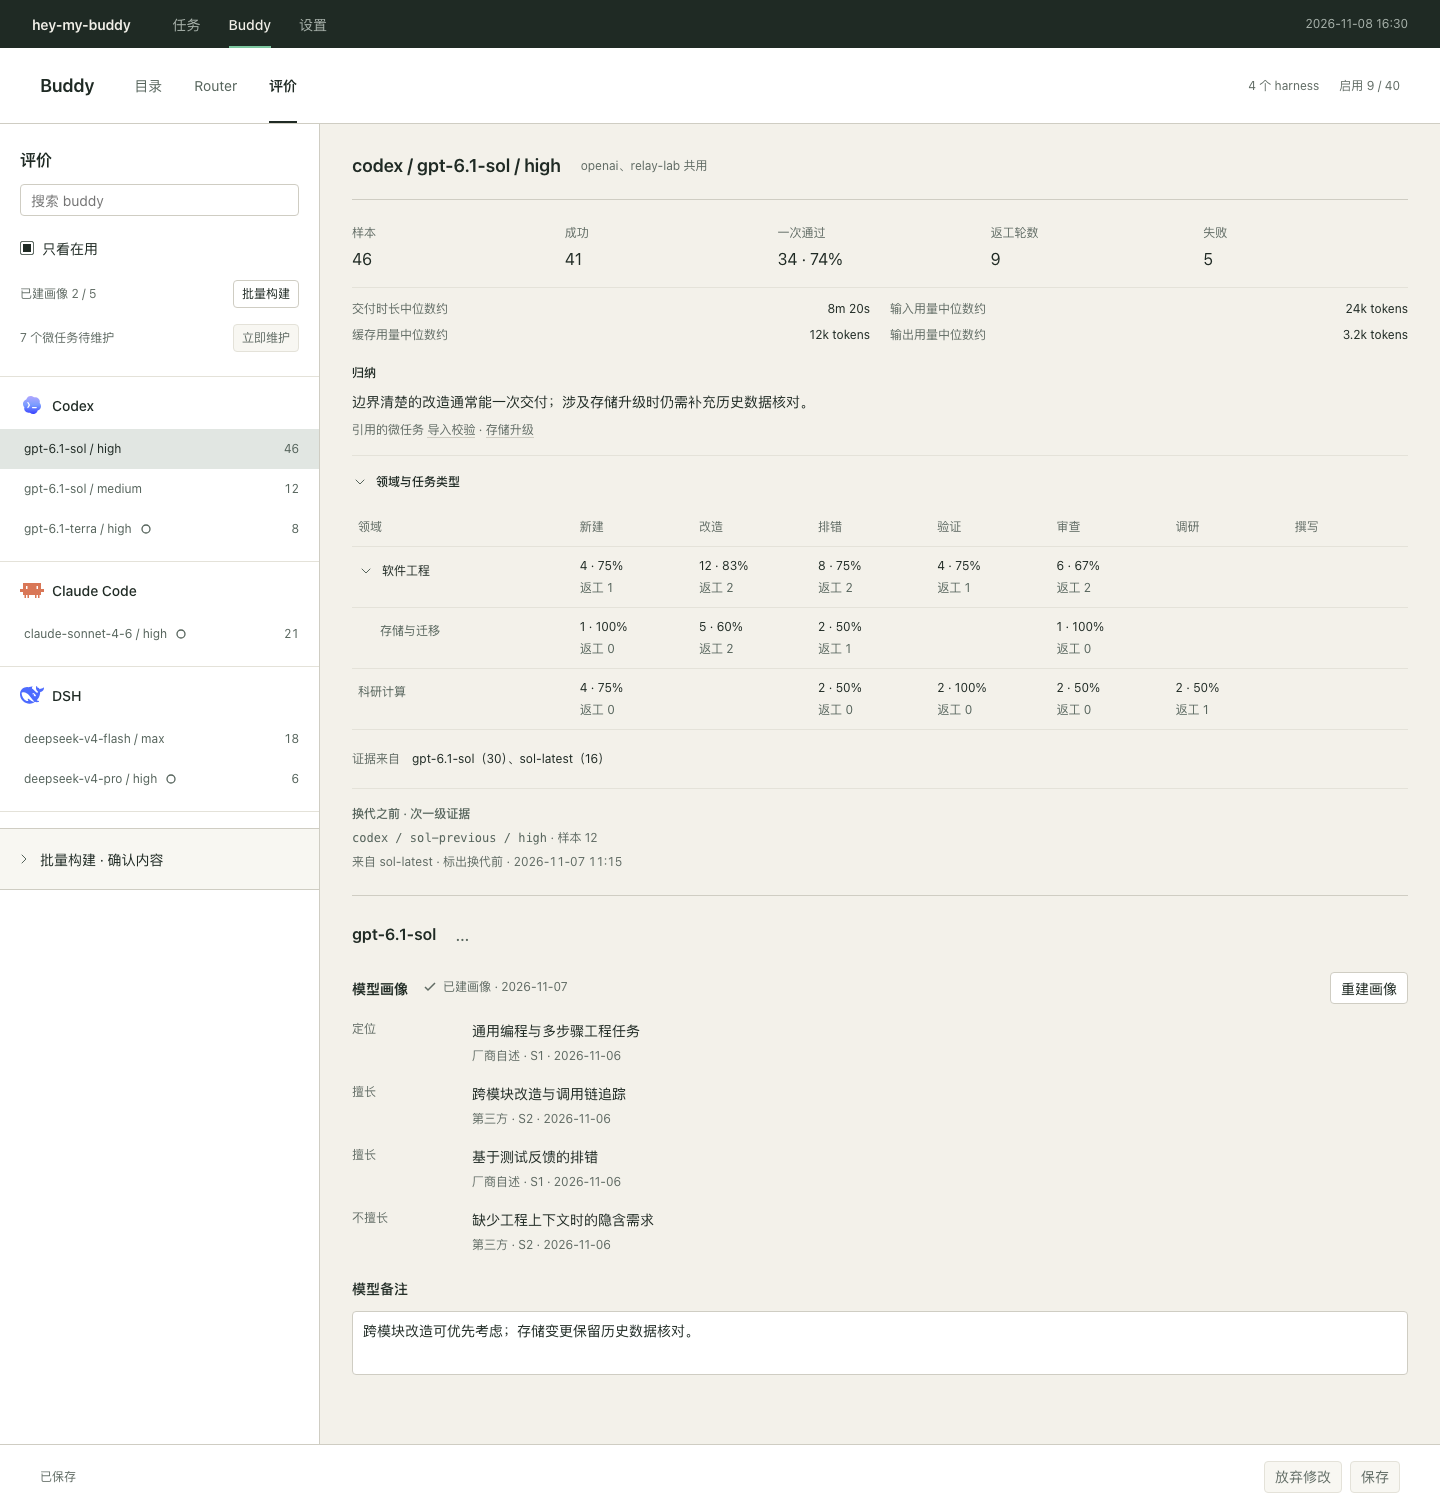 hey-my-buddy 任务 Buddy 设置 2026-11-08 16:30
Buddy 目录 Router 评价 4 个 harness 启用 9 / 40
评价
搜索 buddy
只看在用
已建画像 2 / 5 批量构建
7 个微任务待维护 立即维护
Codex
gpt-6.1-sol / high 46
gpt-6.1-sol / medium 12
gpt-6.1-terra / high 8
Claude Code
claude-sonnet-4-6 / high 21
DSH
deepseek-v4-flash / max 18
deepseek-v4-pro / high 6
批量构建 · 确认内容
codex / gpt-6.1-sol / high openai、relay-lab 共用
样本 成功 一次通过 返工轮数 失败
46 41 34 · 74% 9 5
交付时长中位数约 8m 20s 输入用量中位数约 24k tokens
缓存用量中位数约 12k tokens 输出用量中位数约 3.2k tokens
归纳
边界清楚的改造通常能一次交付；涉及存储升级时仍需补充历史数据核对。
引用的微任务 导入校验 · 存储升级
领域与任务类型
领域 新建 改造 排错 验证 审查 调研 撰写
软件工程 4 · 75% 12 · 83% 8 · 75% 4 · 75% 6 · 67%
返工 1 返工 2 返工 2 返工 1 返工 2
存储与迁移 1 · 100% 5 · 60% 2 · 50% 1 · 100%
返工 0 返工 2 返工 1 返工 0
科研计算 4 · 75% 2 · 50% 2 · 100% 2 · 50% 2 · 50%
返工 0 返工 0 返工 0 返工 0 返工 1
证据来自 gpt-6.1-sol（30）、sol-latest（16）
换代之前 · 次一级证据
codex / sol-previous / high · 样本 12
来自 sol-latest · 标出换代前 · 2026-11-07 11:15
gpt-6.1-sol ...
模型画像 已建画像 · 2026-11-07 重建画像
定位 通用编程与多步骤工程任务
厂商自述 · S1 · 2026-11-06
擅长 跨模块改造与调用链追踪
第三方 · S2 · 2026-11-06
擅长 基于测试反馈的排错
厂商自述 · S1 · 2026-11-06
不擅长 缺少工程上下文时的隐含需求
第三方 · S2 · 2026-11-06
模型备注
跨模块改造可优先考虑；存储变更保留历史数据核对。
已保存 放弃修改 保存